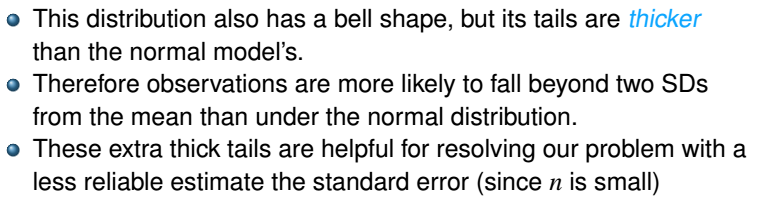 This distribution also has a bell shape, but its tails are thicker
than the normal model's.
Therefore observations are more likely to fall beyond two SDs
from the mean than under the normal distribution.
These extra thick tails are helpful for resolving our problem with a
less reliable estimate the standard error (since n is small)